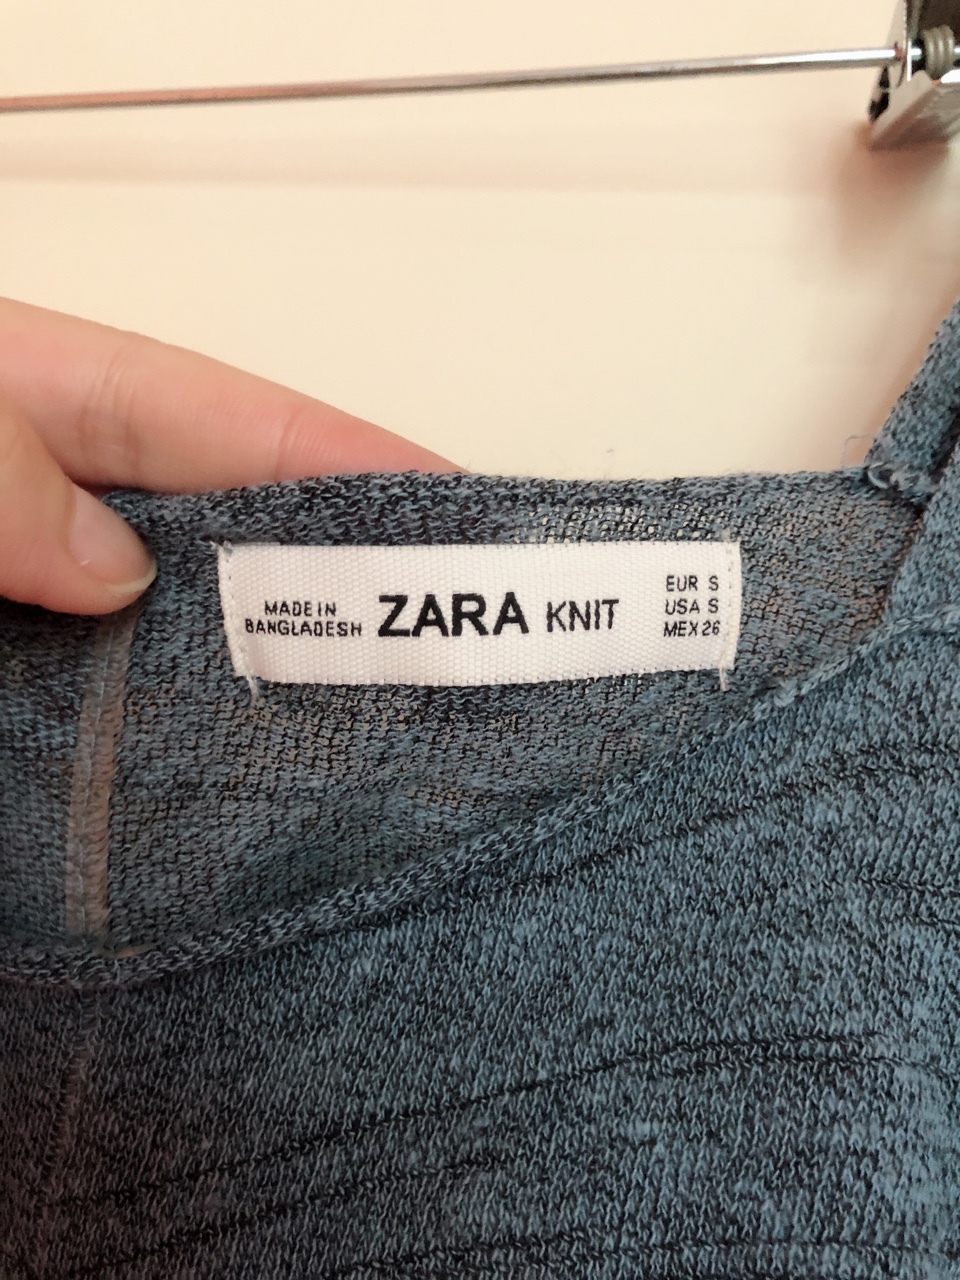 MADE IN
BANGLADESH
ZARA KNIT
EUR S
USA S
MEX 26